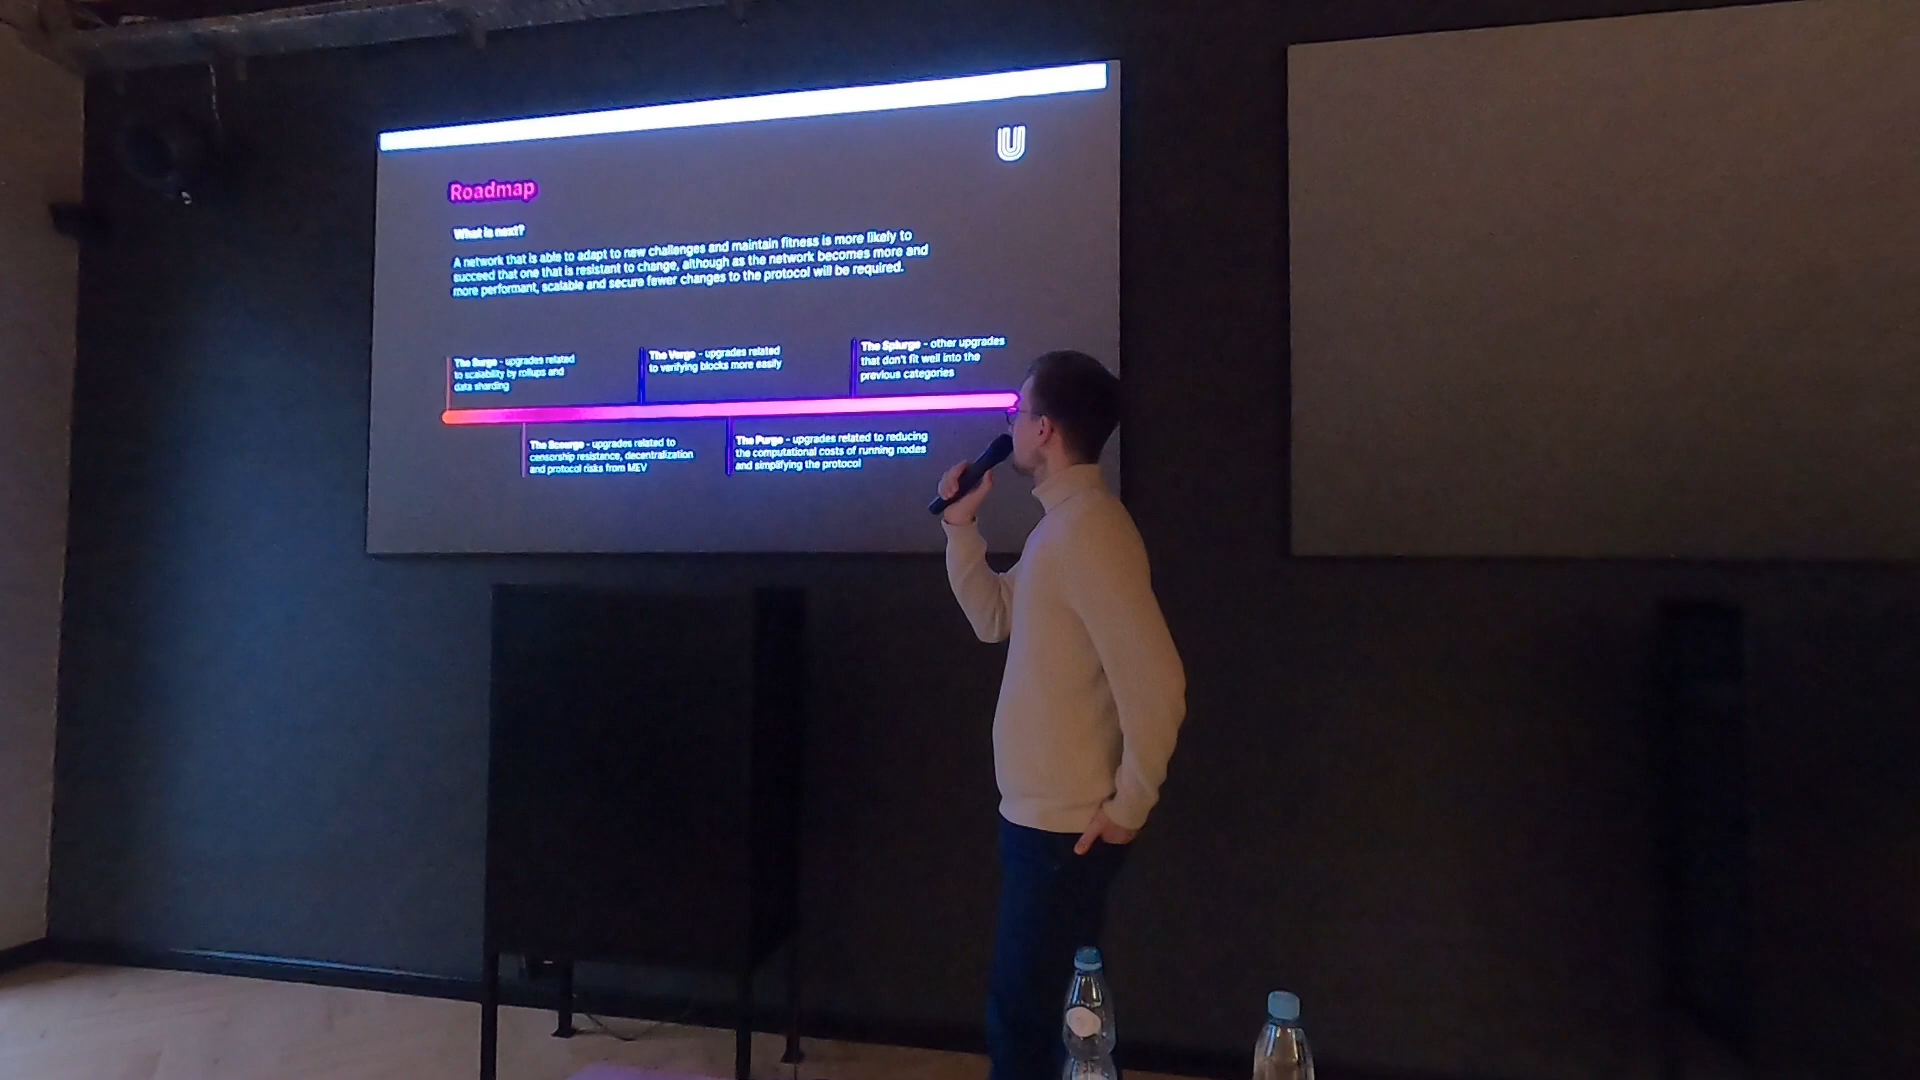 U
Roadmap
What is next?
A network that is able to adapt to new challenges and maintain fitness is more likely to
succeed that one that is resistant to change, although as the network becomes more and
more performant, scalable and secure fewer changes to the protocol will be required.
The Surge - upgrades related
to scalability by rollups and
data sharding
The Verge - upgrades related
to verifying blocks more easily
The Splurge - other upgrades
that don't fit well into the
previous categories
The Scourge - upgrades related to
censorship resistance, decentralization
and protocol risks from MEV
The Purge - upgrades related to reducing
the computational costs of running nodes
and simplifying the protocol